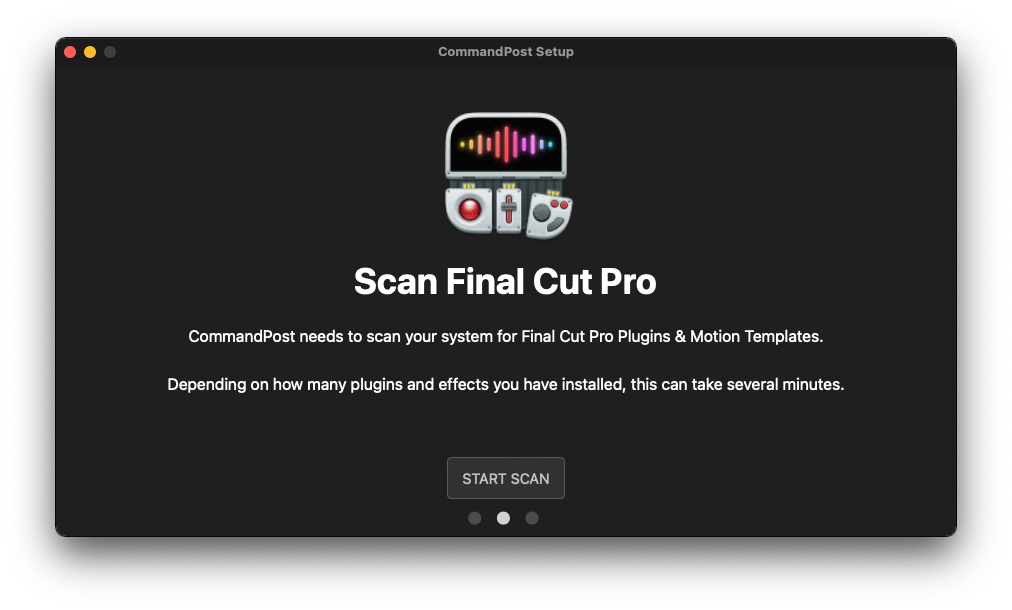 CommandPost Setup
Scan Final Cut Pro
CommandPost needs to scan your system for Final Cut Pro Plugins & Motion Templates.
Depending on how many plugins and effects you have installed, this can take several minutes.
START SCAN